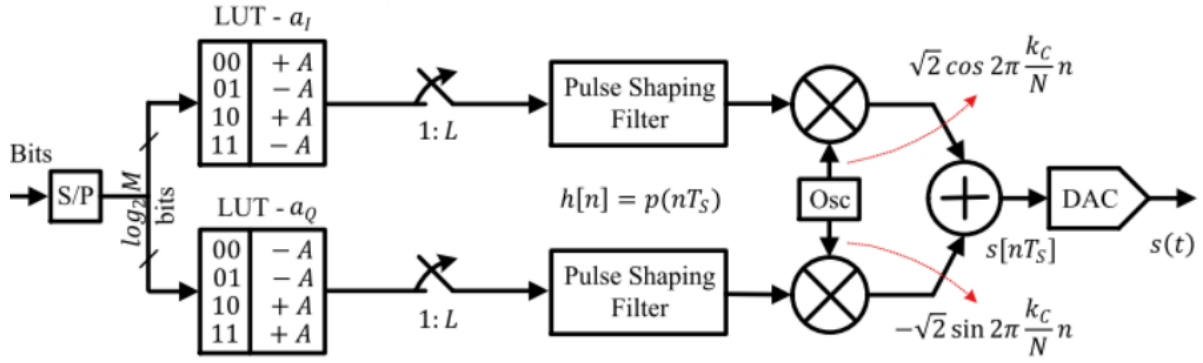 LUT - a_I
00 + A
01 − A
10 + A
11 − A
1: L
Pulse Shaping
Filter
√2 cos 2π k_C/N n
Bits
S/P
log₂M
bits
h[n] = p(nT_S)
Osc
DAC
s[nT_S]
s(t)
LUT - a_Q
00 − A
01 − A
10 + A
11 + A
1: L
Pulse Shaping
Filter
−√2 sin 2π k_C/N n